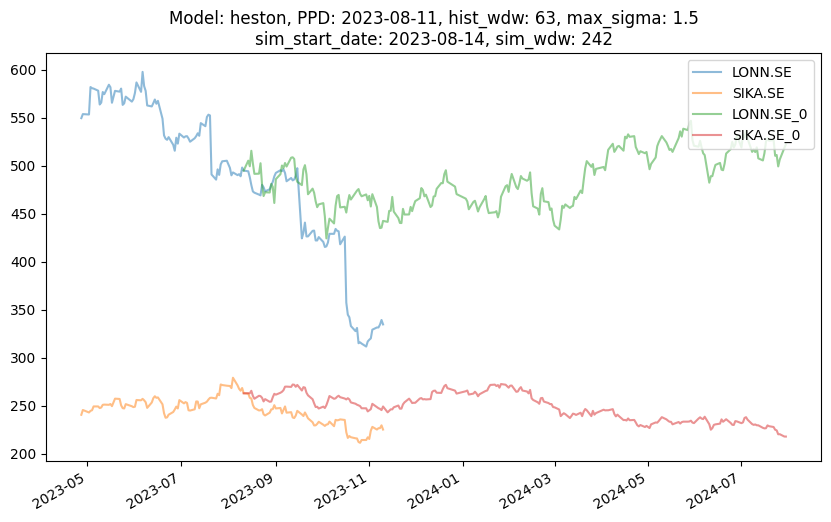 Model: heston, PPD: 2023-08-11, hist_wdw: 63, max_sigma: 1.5
sim_start_date: 2023-08-14, sim_wdw: 242
LONN.SE
SIKA.SE
LONN.SE_0
SIKA.SE_0
600
550
500
450
400
350
300
250
200
2023-05
2023-07
2023-09
2023-11
2024-01
2024-03
2024-05
2024-07